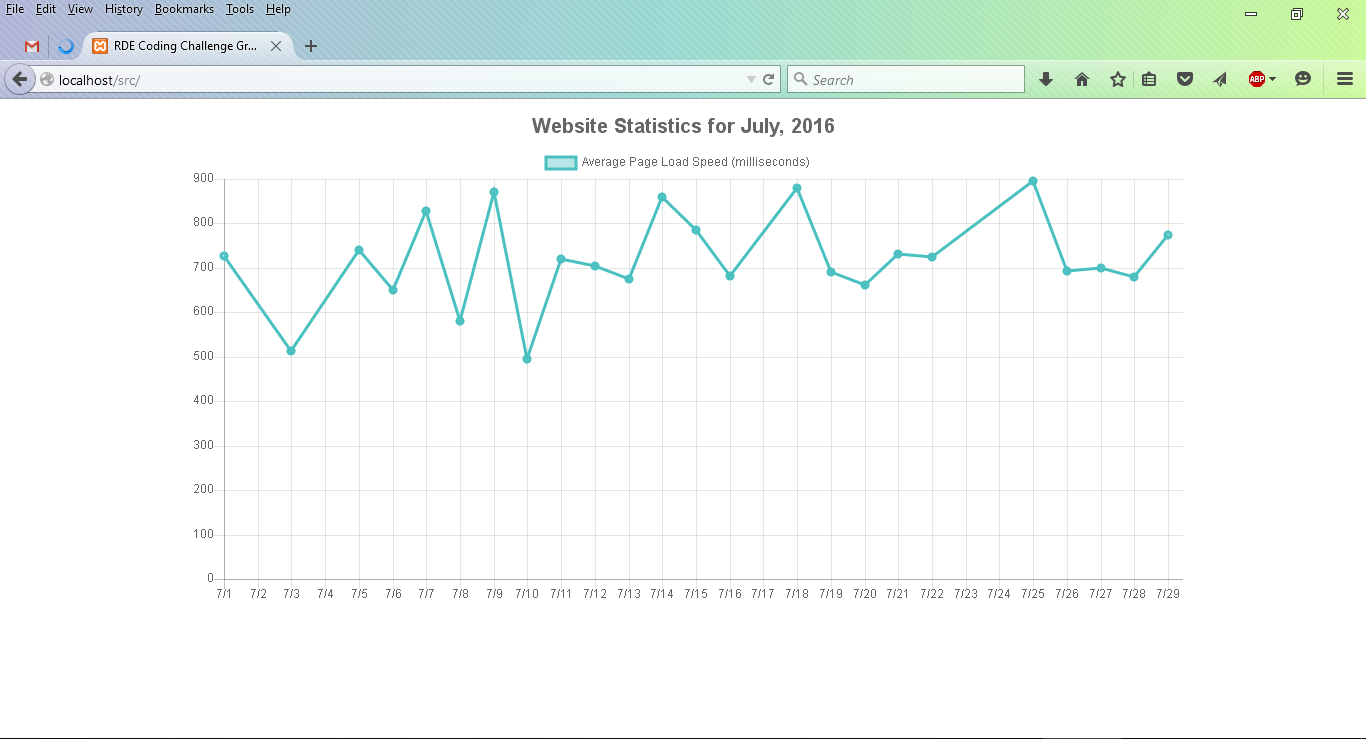 File Edit View History Bookmarks Tools Help
RDE Coding Challenge Gr...
localhost/src/
Search
ABP
Website Statistics for July, 2016
Average Page Load Speed (milliseconds)
900
800
700
600
500
400
300
200
100
0
7/1 7/2 7/3 7/4 7/5 7/6 7/7 7/8 7/9 7/10 7/11 7/12 7/13 7/14 7/15 7/16 7/17 7/18 7/19 7/20 7/21 7/22 7/23 7/24 7/25 7/26 7/27 7/28 7/29